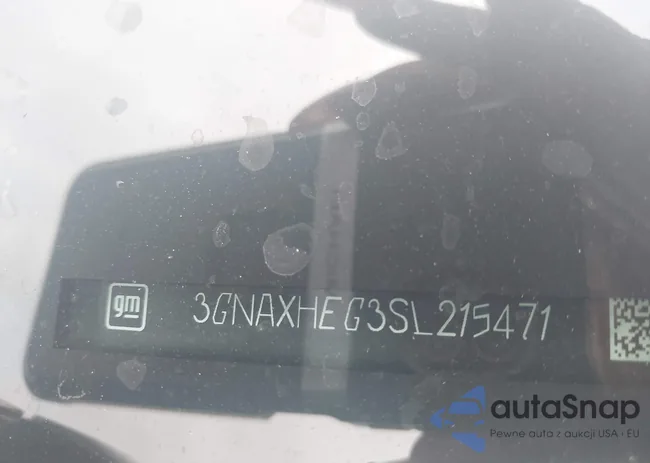 gm 3GNAXHEG3SL215471
autaSnap
Pewne auta z aukcji USA • EU